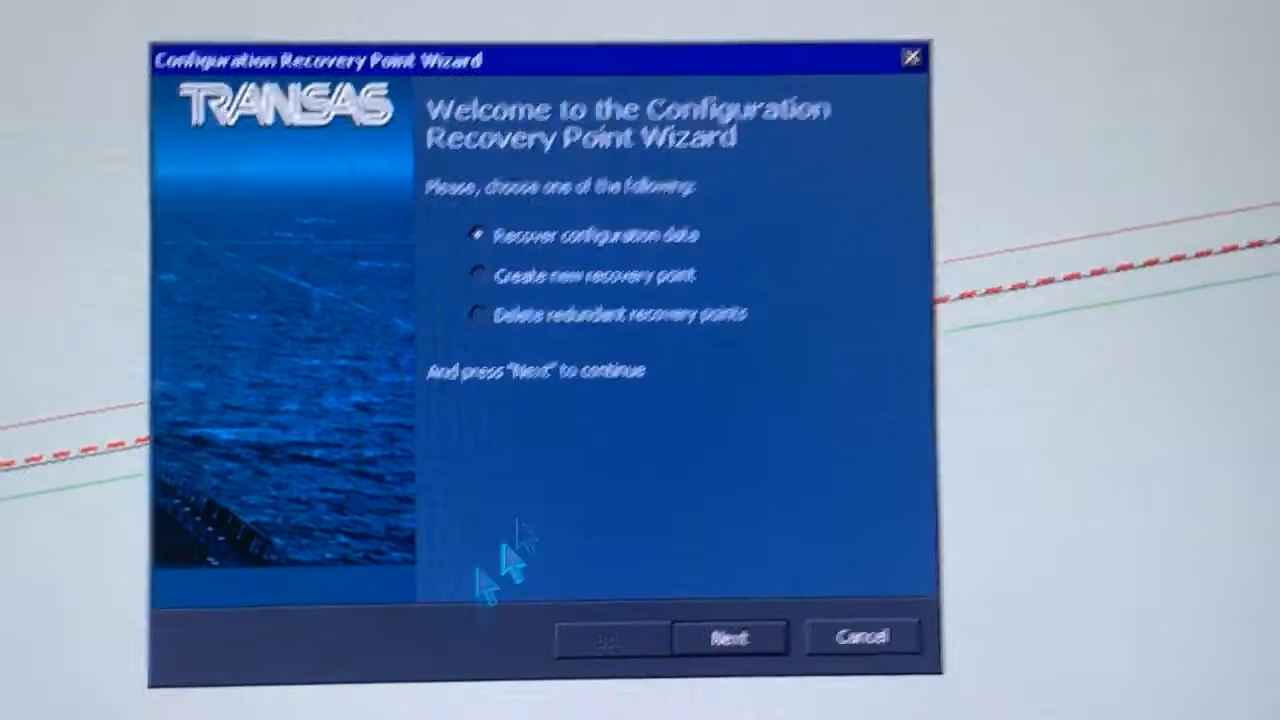 Configuration Recovery Point Wizard
TRANSAS
Welcome to the Configuration
Recovery Point Wizard
Please, choose one of the following:
Recover configuration data
Create new recovery point
Delete redundant recovery points
And press "Next" to continue
Next
Cancel